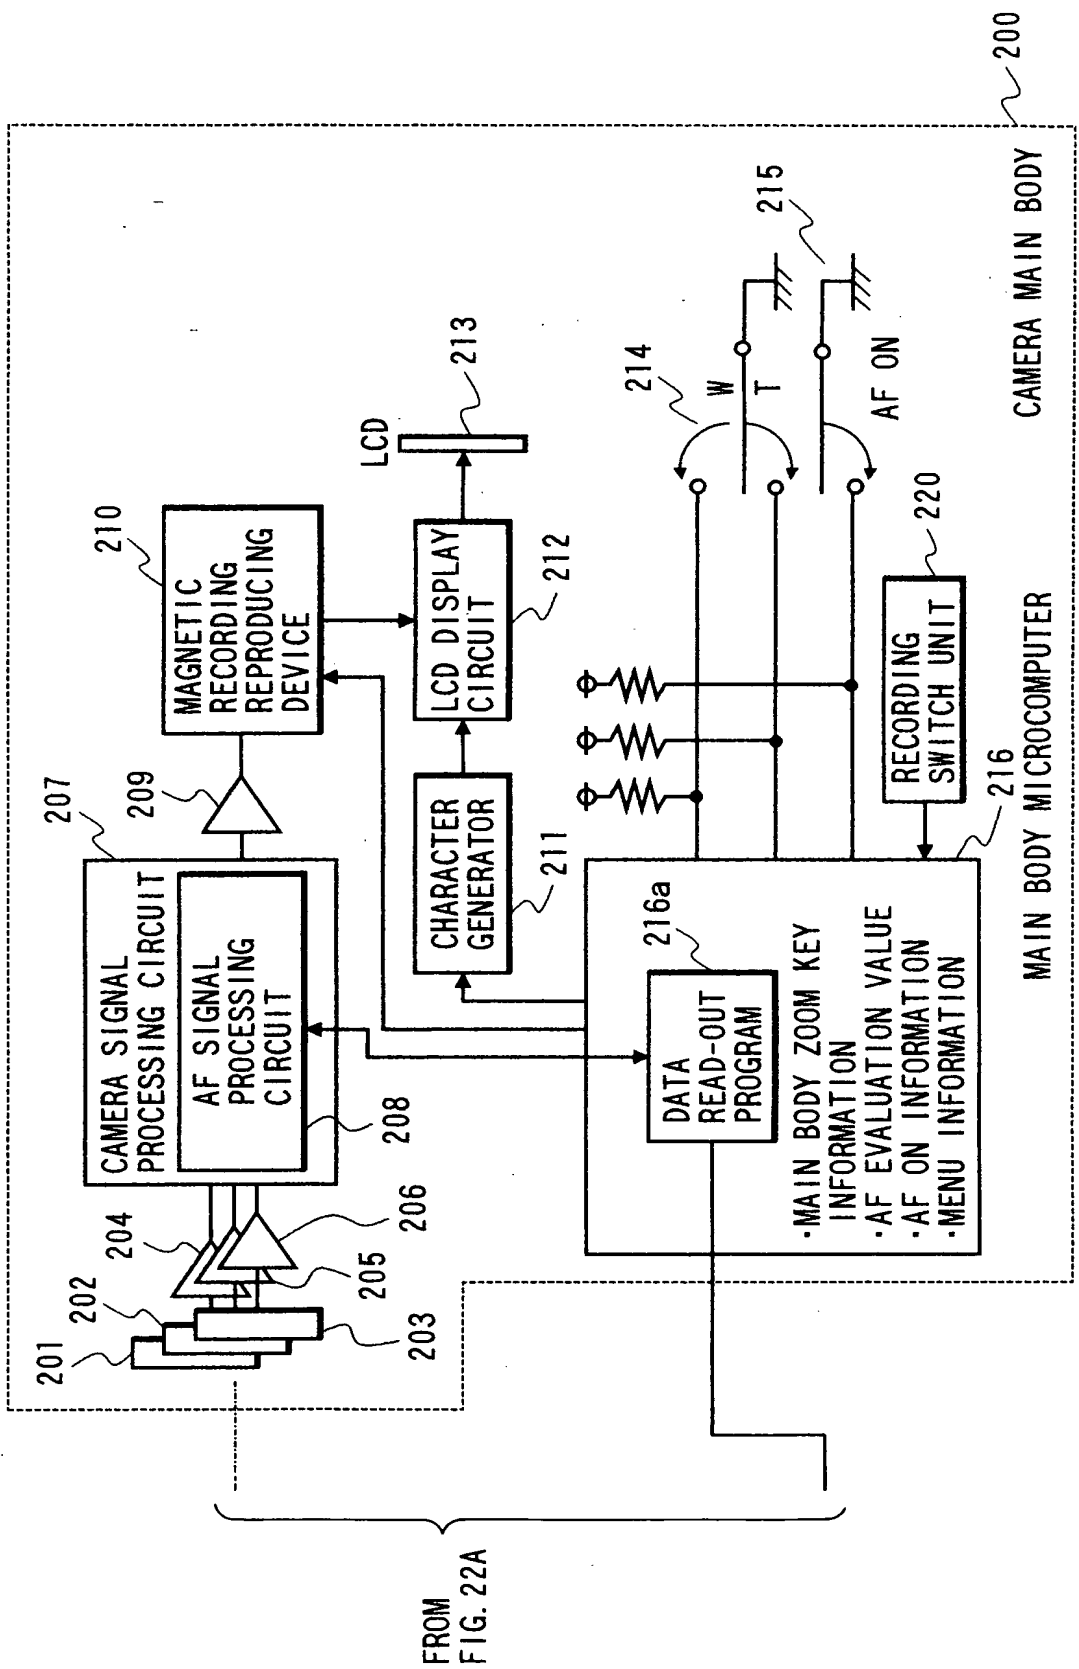 200
CAMERA MAIN BODY
207
CAMERA SIGNAL
PROCESSING CIRCUIT
AF SIGNAL
PROCESSING
CIRCUIT
208
201
202
203
204
205
206
209
210
MAGNETIC
RECORDING
REPRODUCING
DEVICE
CHARACTER
GENERATOR
211
LCD DISPLAY
CIRCUIT
212
LCD
213
214
W
T
215
AF ON
RECORDING
SWITCH UNIT
220
216
MAIN BODY MICROCOMPUTER
216a
DATA
READ-OUT
PROGRAM
· MAIN BODY ZOOM KEY
INFORMATION
· AF EVALUATION VALUE
· AF ON INFORMATION
· MENU INFORMATION
FROM
FIG. 22A